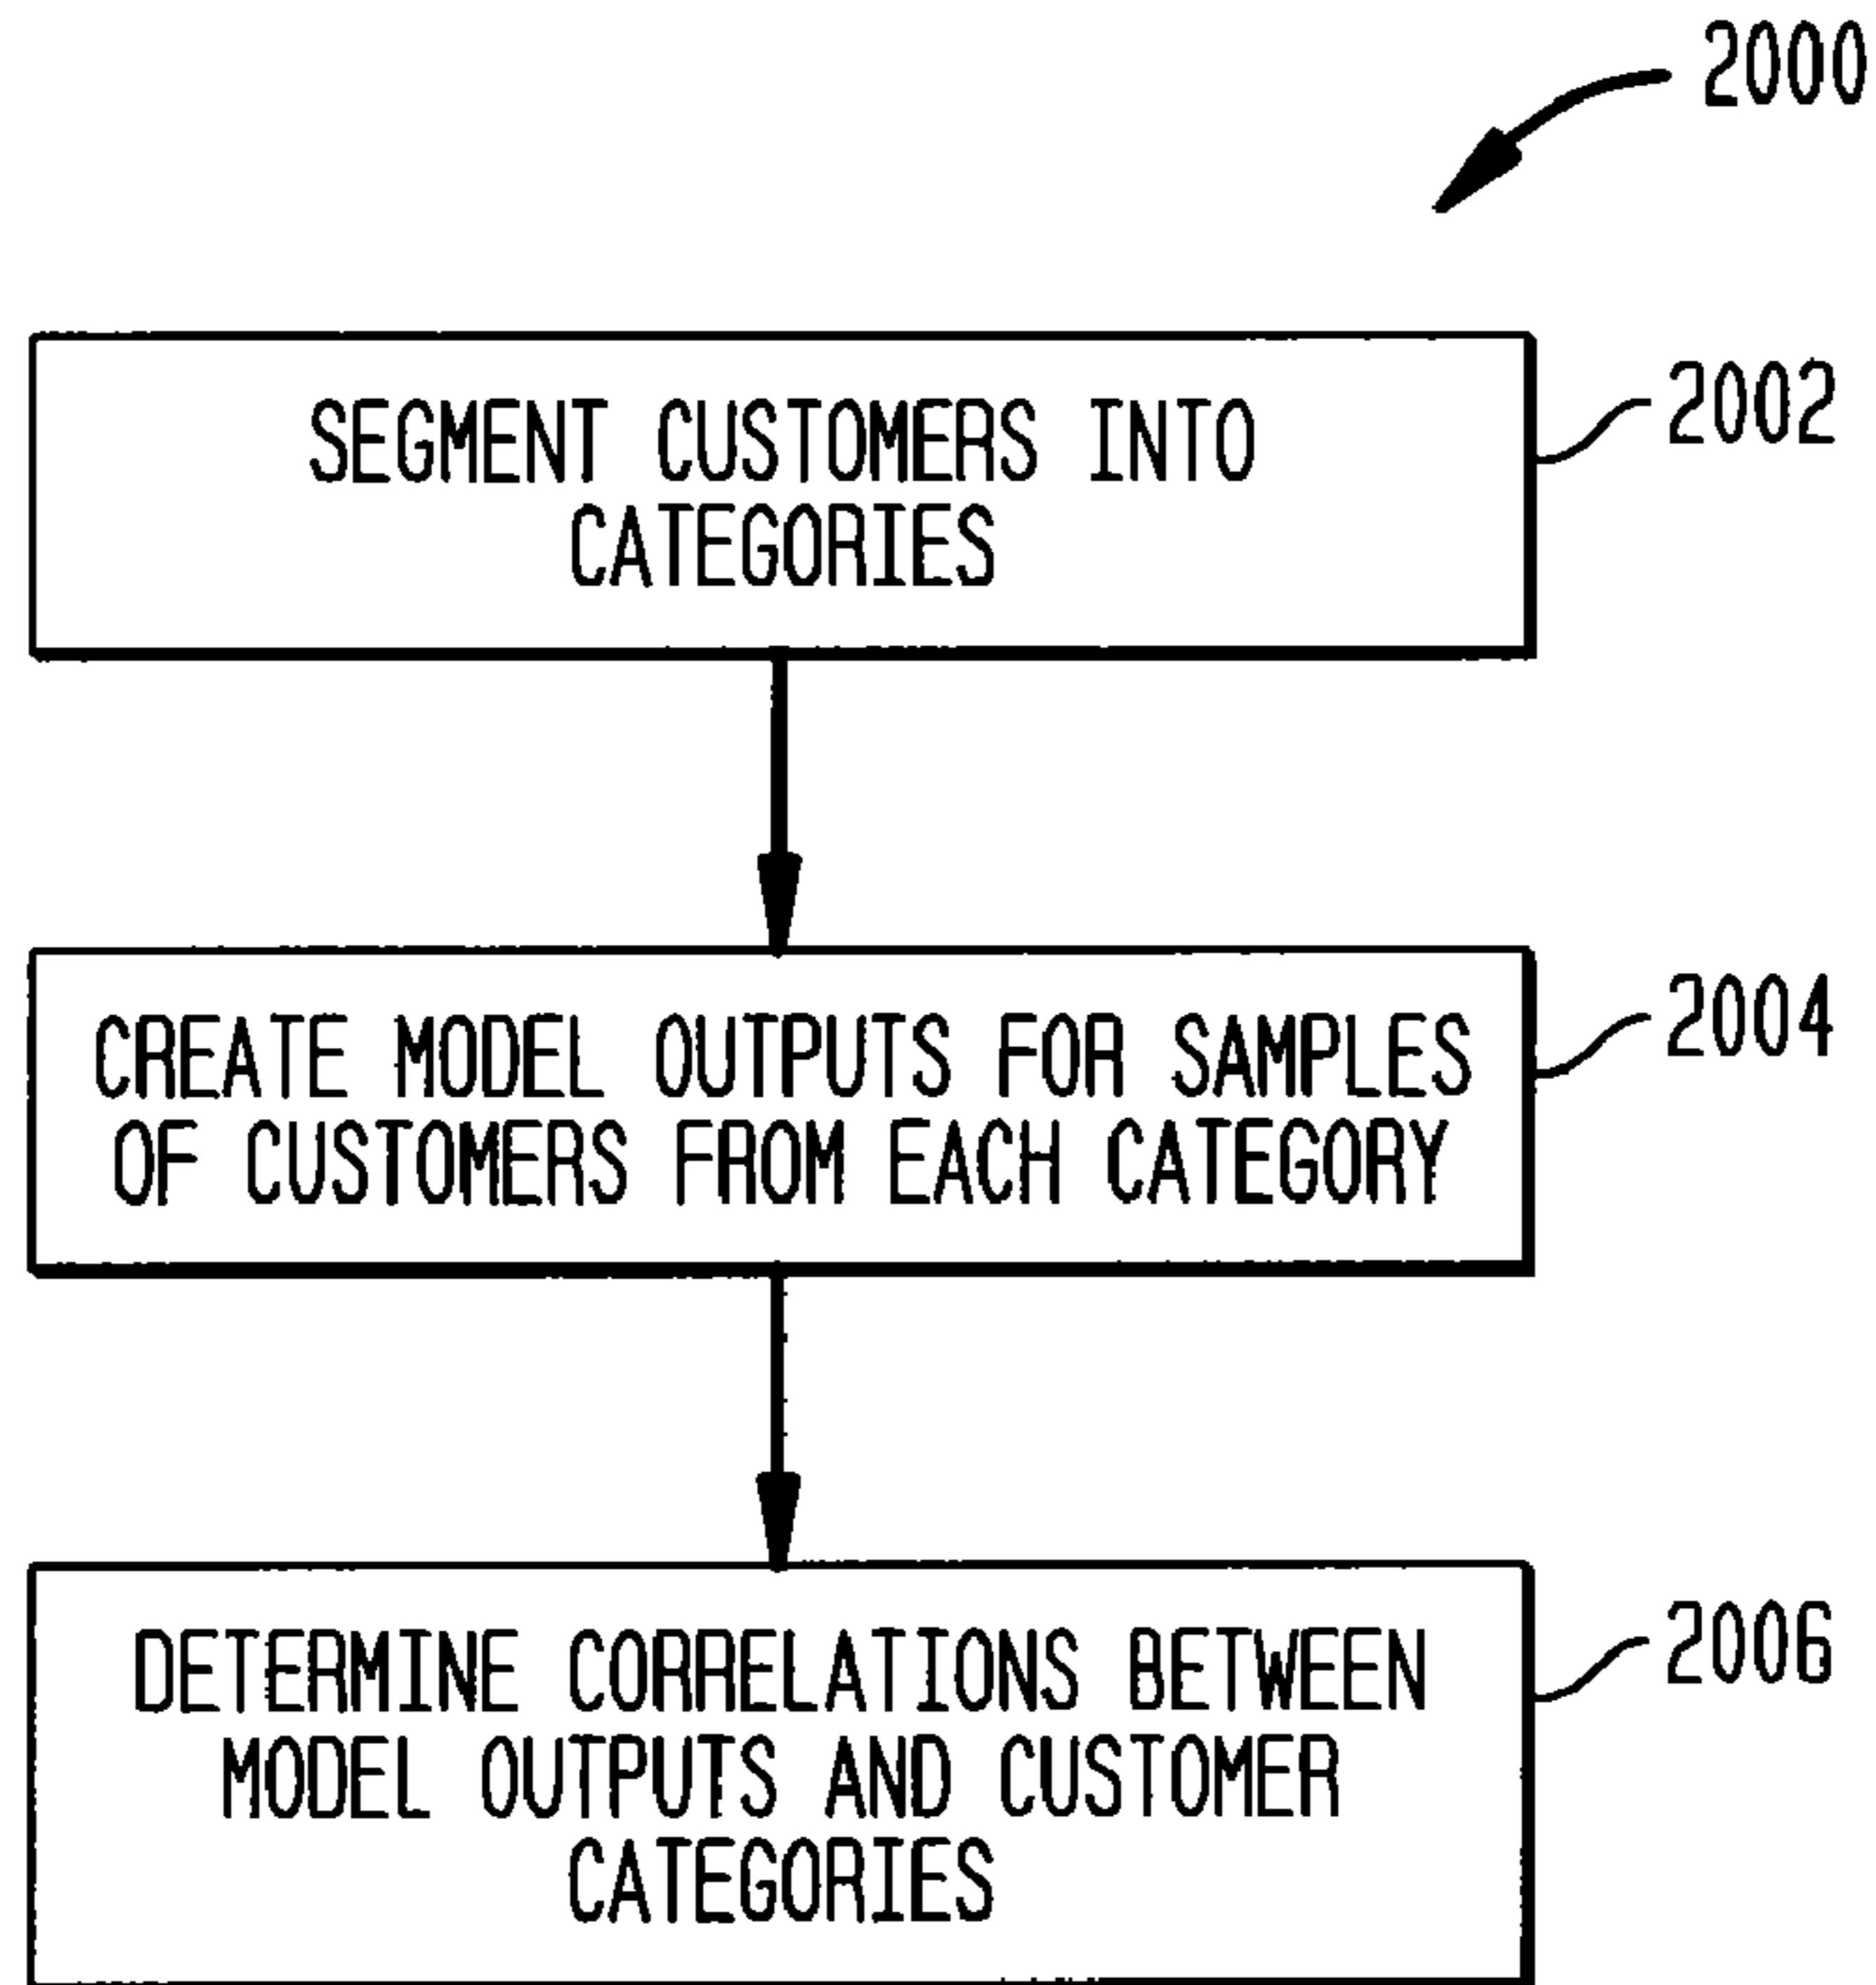 2000
SEGMENT CUSTOMERS INTO
CATEGORIES
2002
CREATE MODEL OUTPUTS FOR SAMPLES
OF CUSTOMERS FROM EACH CATEGORY
2004
DETERMINE CORRELATIONS BETWEEN
MODEL OUTPUTS AND CUSTOMER
CATEGORIES
2006